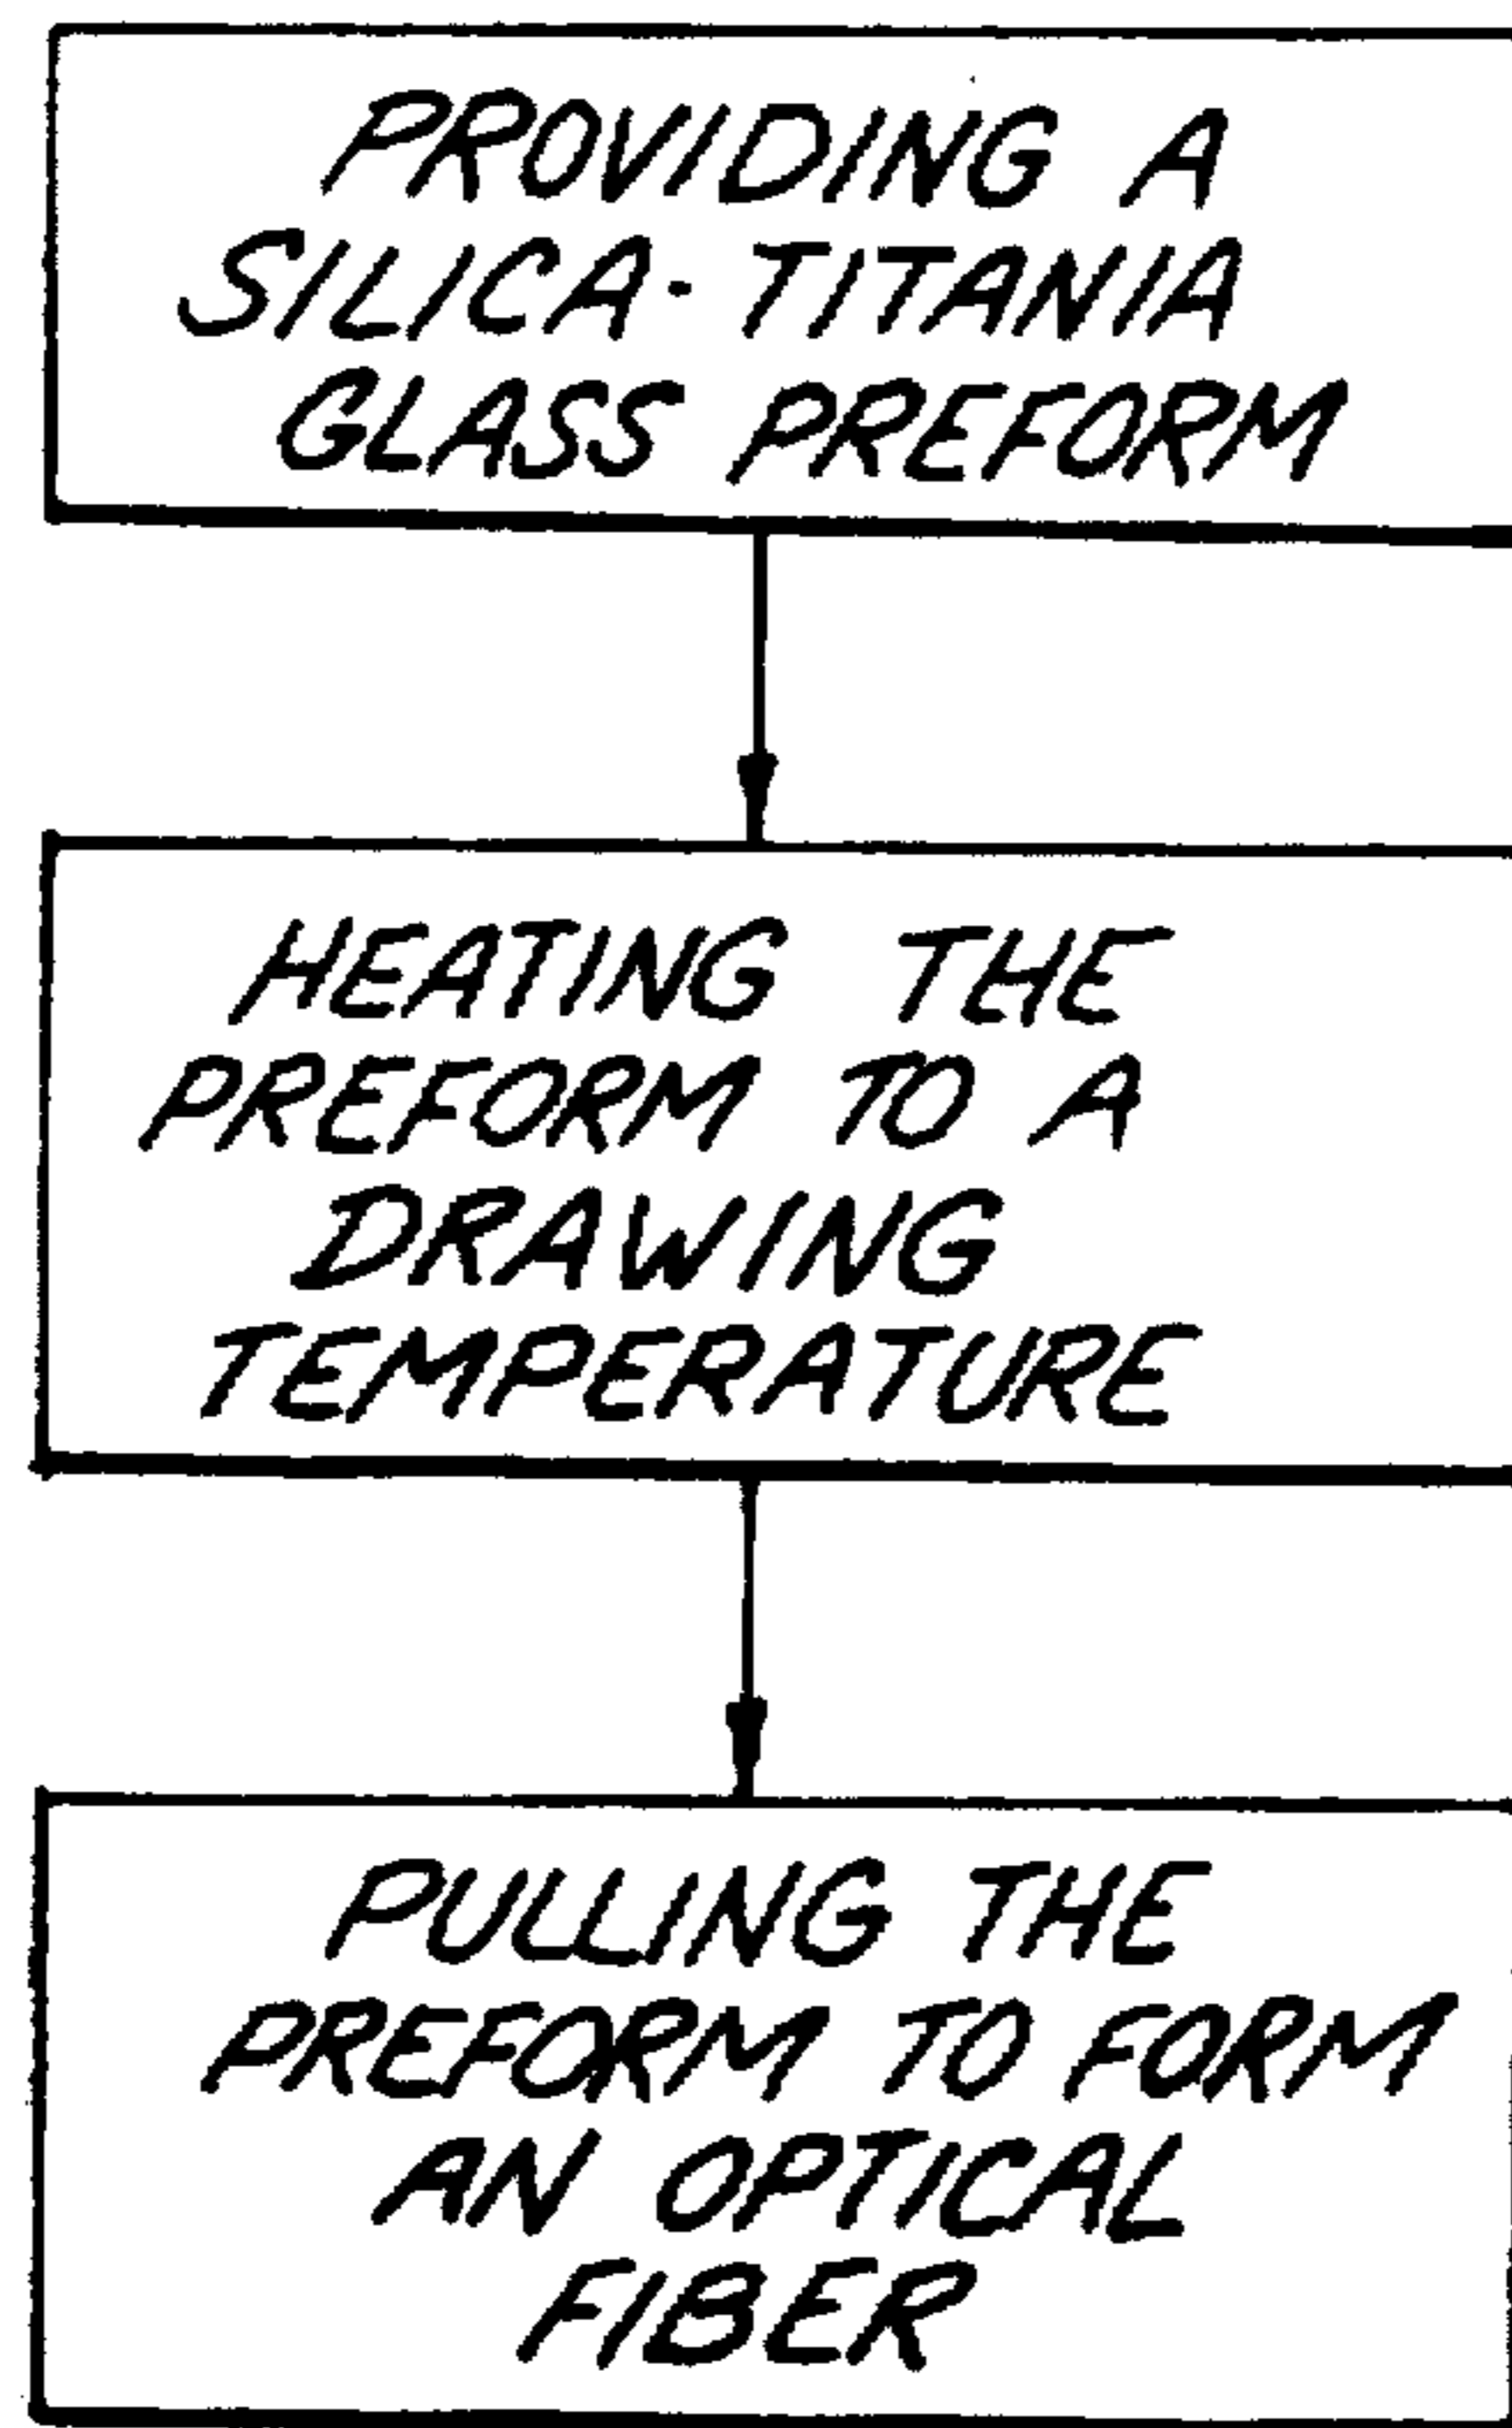 PROVIDING A
SILICA-TITANIA
GLASS PREFORM
HEATING THE
PREFORM TO A
DRAWING
TEMPERATURE
PULLING THE
PREFORM TO FORM
AN OPTICAL
FIBER